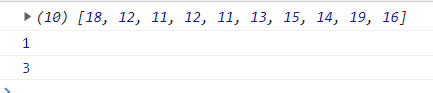 (10) [18, 12, 11, 12, 11, 13, 15, 14, 19, 16]
1
3